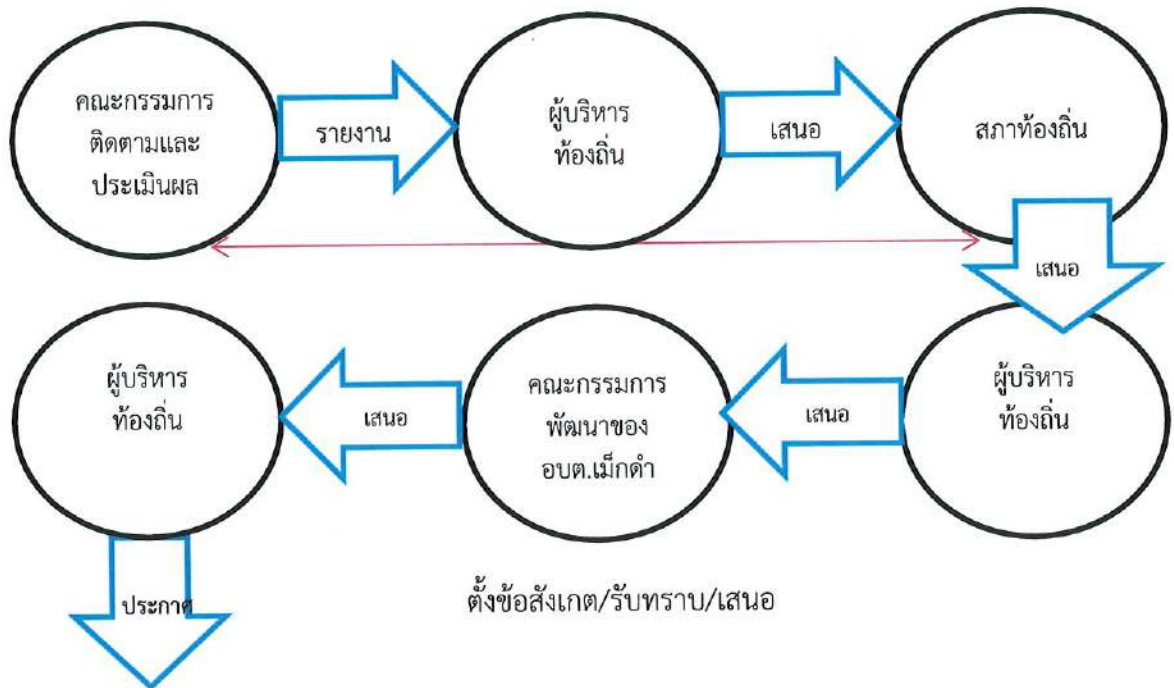 คณะกรรมการ
ติดตามและ
ประเมินผล
รายงาน
ผู้บริหาร
ท้องถิ่น
เสนอ
สภาท้องถิ่น
เสนอ
ผู้บริหาร
ท้องถิ่น
เสนอ
คณะกรรมการ
พัฒนาของ
อบต.เม็กดำ
เสนอ
ผู้บริหาร
ท้องถิ่น
ประกาศ
ตั้งข้อสังเกต/รับทราบ/เสนอ